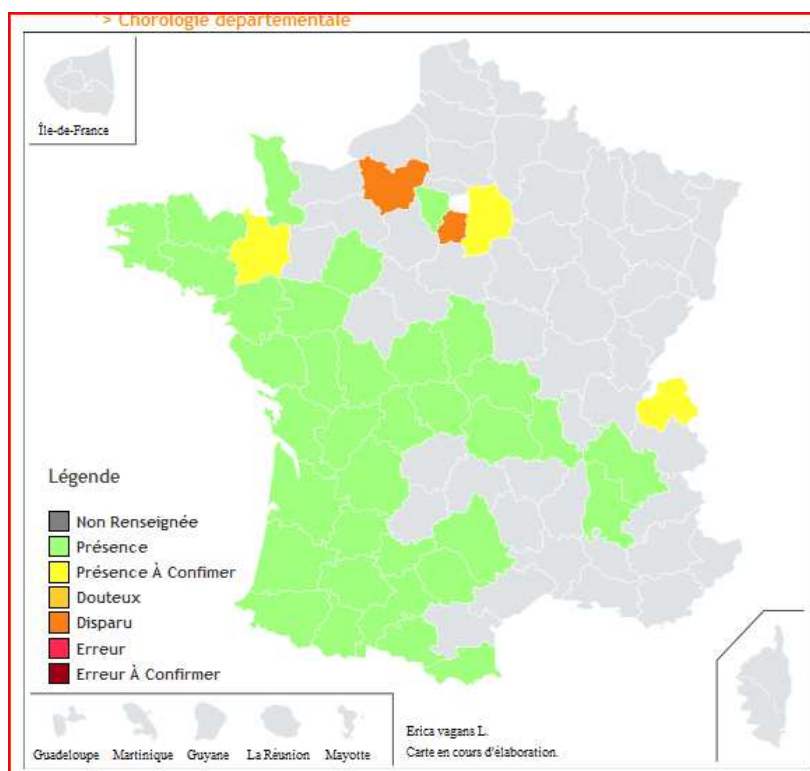 > Chorologie départementale
Île-de-France
Légende
Non Renseignée
Présence
Présence À Confimer
Douteux
Disparu
Erreur
Erreur À Confirmer
Guadeloupe Martinique Guyane La Réunion Mayotte
Erica vagans L.
Carte en cours d'élaboration.